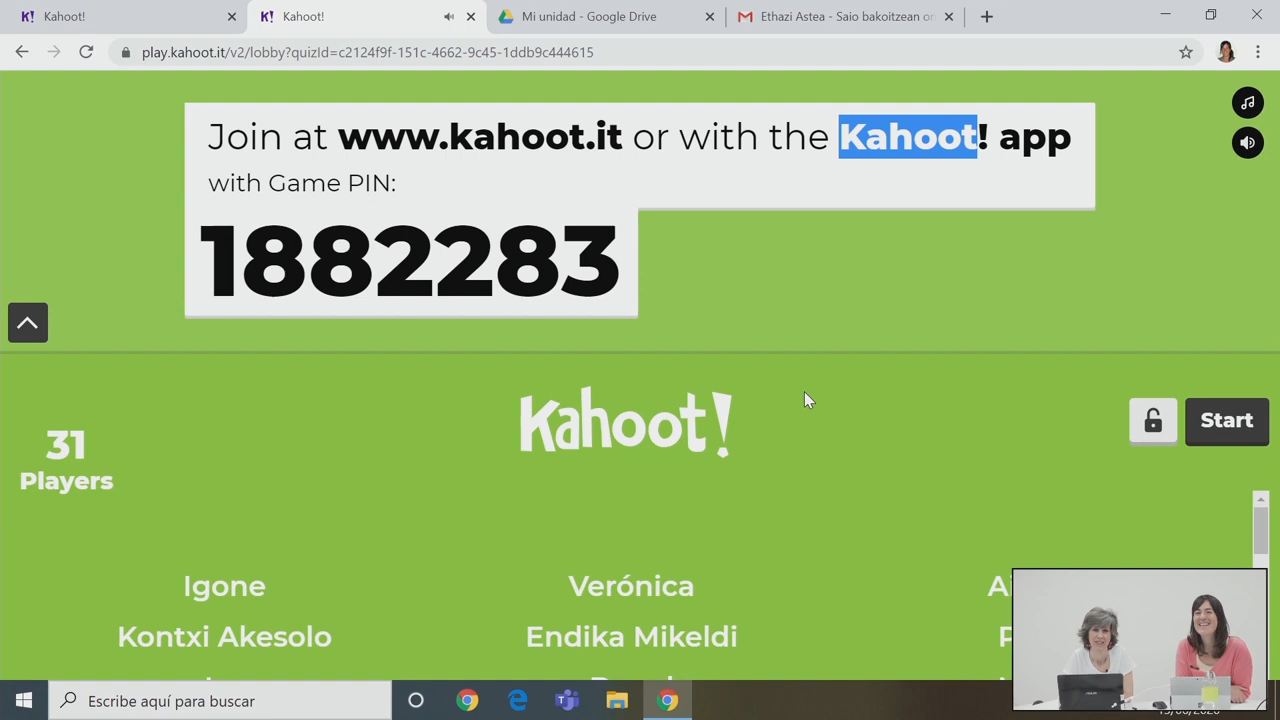 Kahoot!
Kahoot!
Mi unidad - Google Drive
Ethazi Astea - Saio bakoitzean
play.kahoot.it/v2/lobby?quizId=c2124f9f-151c-4662-9c45-1ddb9c444615
Join at www.kahoot.it or with the Kahoot! app
with Game PIN:
1882283
Kahoot!
Start
31
Players
Igone
Verónica
Kontxi Akesolo
Endika Mikeldi
Escribe aquí para buscar